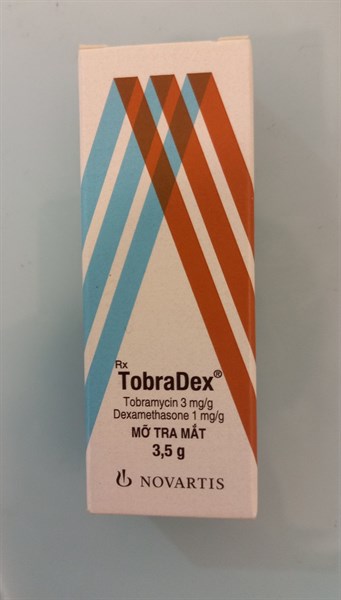 Rx
TobraDex®
Tobramycin 3 mg/g
Dexamethasone 1 mg/g
MỠ TRA MẮT
3,5 g
NOVARTIS